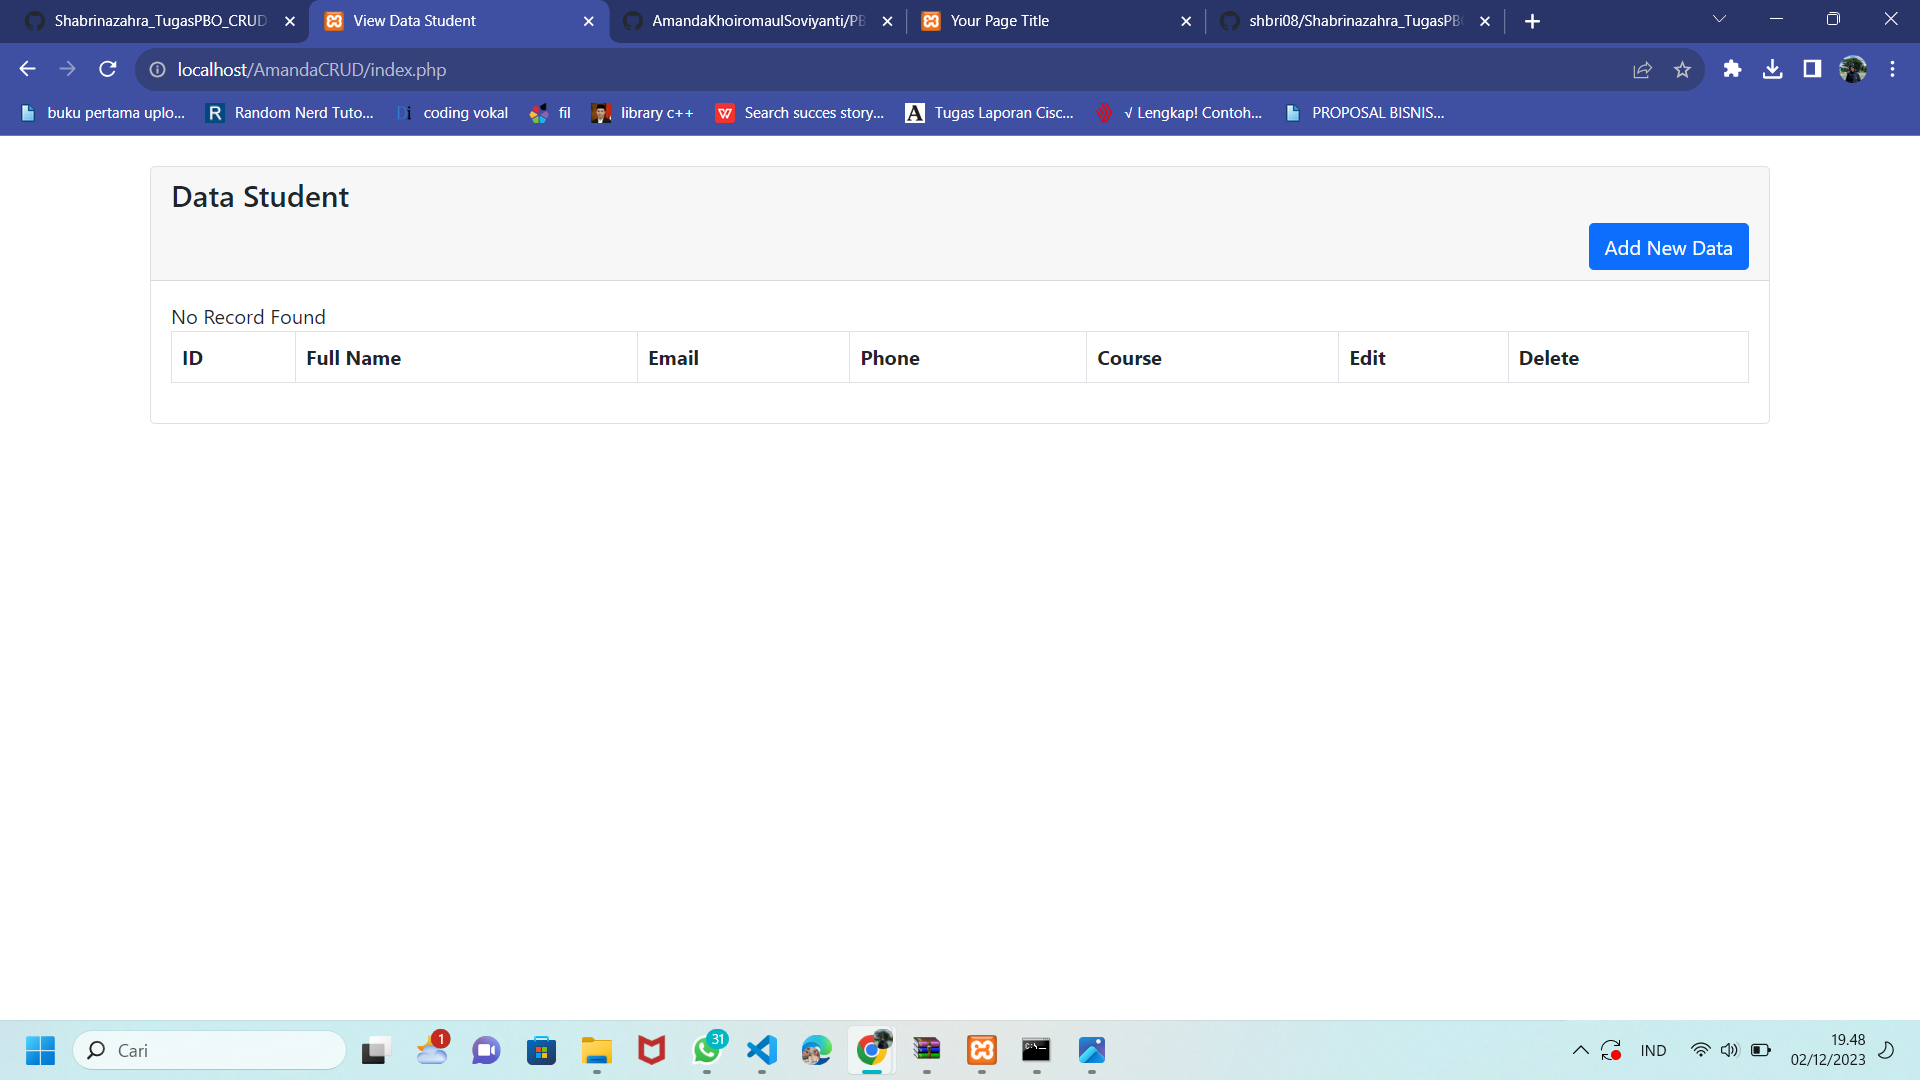 Shabrinazahra_TugasPBO_CRUD
View Data Student
AmandaKhoiromaulSoviyanti/PB
Your Page Title
shbri08/Shabrinazahra_TugasPB
localhost/AmandaCRUD/index.php
buku pertama uplo...
Random Nerd Tuto...
Di coding vokal
fil
library c++
Search succes story...
Tugas Laporan Cisc...
√ Lengkap! Contoh...
PROPOSAL BISNIS...
Data Student
Add New Data
No Record Found
ID Full Name Email Phone Course Edit Delete
Cari
1
31
IND
19.48
02/12/2023